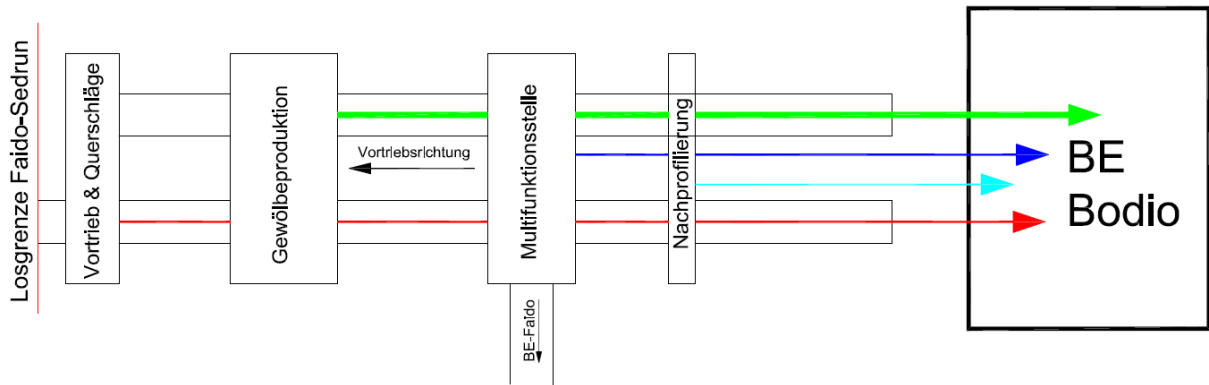 Losgrenze Faido-Sedrun
Vortrieb & Querschläge
Gewölbeproduktion
Vortriebsrichtung
Multifunktionsstelle
BE-Faido
Nachprofilierung
BE
Bodio